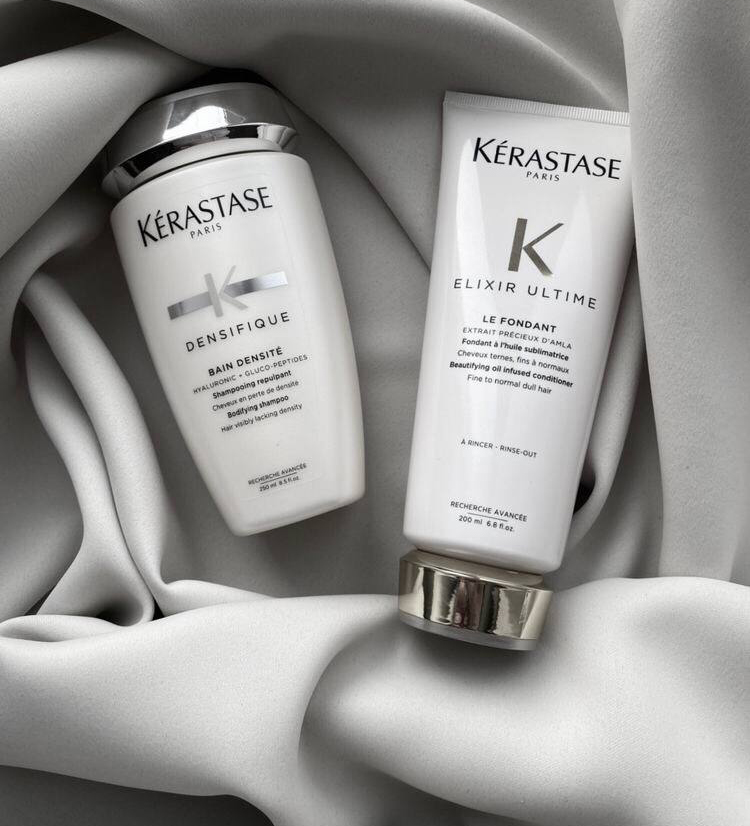 KÉRASTASE
PARIS
K
DENSIFIQUE
BAIN DENSITÉ
HYALURONIC + GLUCO-PEPTIDES
Shampooing repulpant
Cheveux en perte de densité
Bodifying shampoo
Hair visibly lacking density
RECHERCHE AVANCÉE
250 ml 8.5 fl.oz.
KÉRASTASE
PARIS
K
ELIXIR ULTIME
LE FONDANT
EXTRAIT PRÉCIEUX D'AMLA
Fondant à l'huile sublimatrice
Cheveux ternes, fins à normaux
Beautifying oil infused conditioner
Fine to normal dull hair
À RINCER - RINSE-OUT
RECHERCHE AVANCÉE
200 ml 6.8 fl.oz.